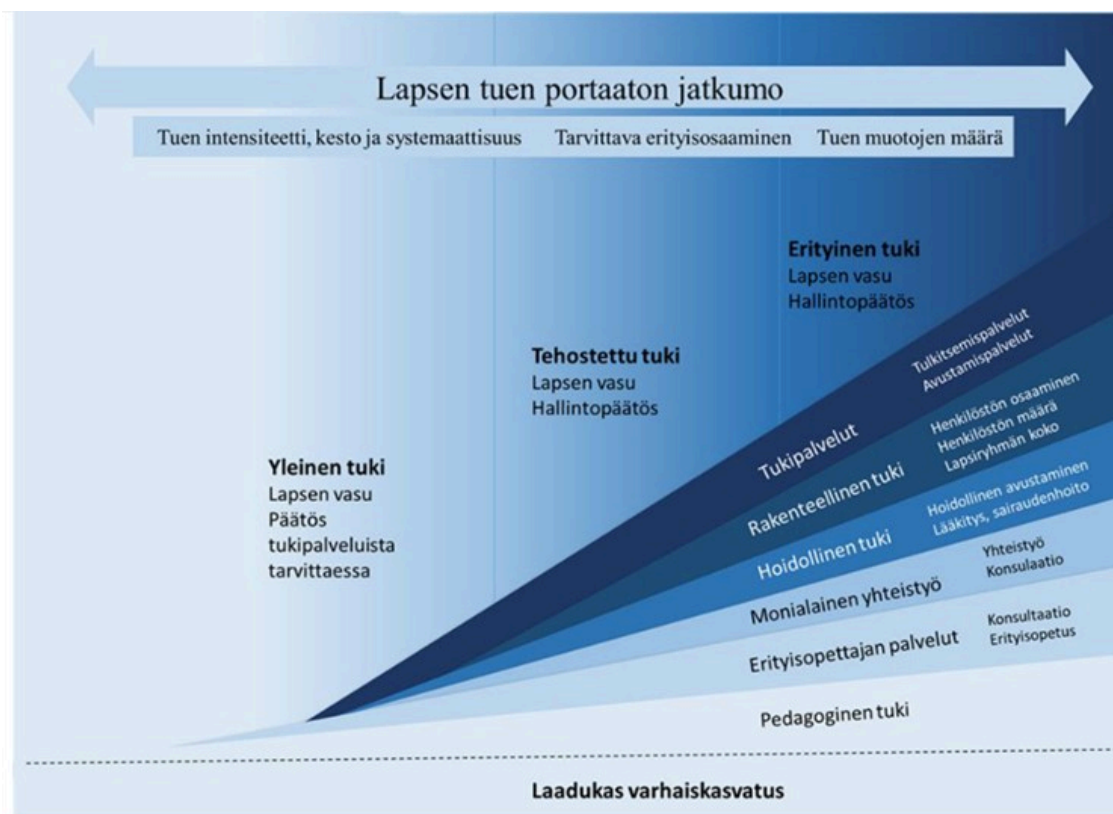 Lapsen tuen portaaton jatkumo
Tuen intensiteetti, kesto ja systemaattisuus
Tarvittava erityisosaaminen
Tuen muotojen määrä
Erityinen tuki
Lapsen vasu
Hallintopäätös
Tehostettu tuki
Lapsen vasu
Hallintopäätös
Yleinen tuki
Lapsen vasu
Päätös
tukipalveluista
tarvittaessa
Tukipalvelut
Tulkitsemispalvelut
Avustamispalvelut
Rakenteellinen tuki
Henkilöstön osaaminen
Henkilöstön määrä
Lapsiryhmän koko
Hoidollinen tuki
Hoidollinen avustaminen
Lääkitys, sairaudenhoito
Monialainen yhteistyö
Yhteistyö
Konsulaatio
Erityisopettajan palvelut
Konsultaatio
Erityisopetus
Pedagoginen tuki
Laadukas varhaiskasvatus